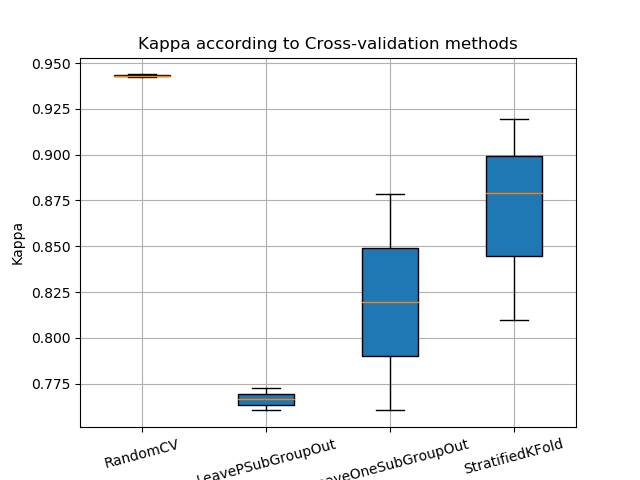 Kappa according to Cross-validation methods
0.950
0.925
0.900
0.875
0.850
0.825
0.800
0.775
Kappa
RandomCV
LeavePSubGroupOut
aveOneSubGroupOut
StratifiedKFold